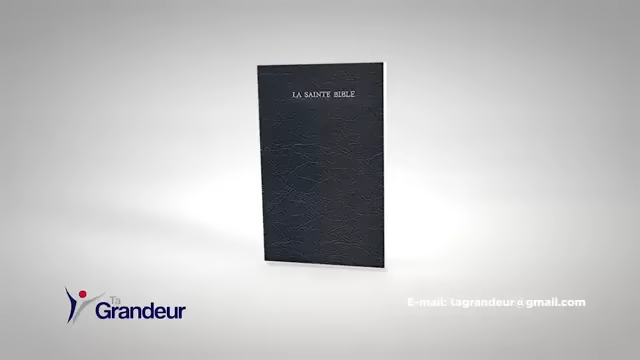 LA SAINTE BIBLE
Ta
Grandeur
E-mail: tagrandeur@gmail.com